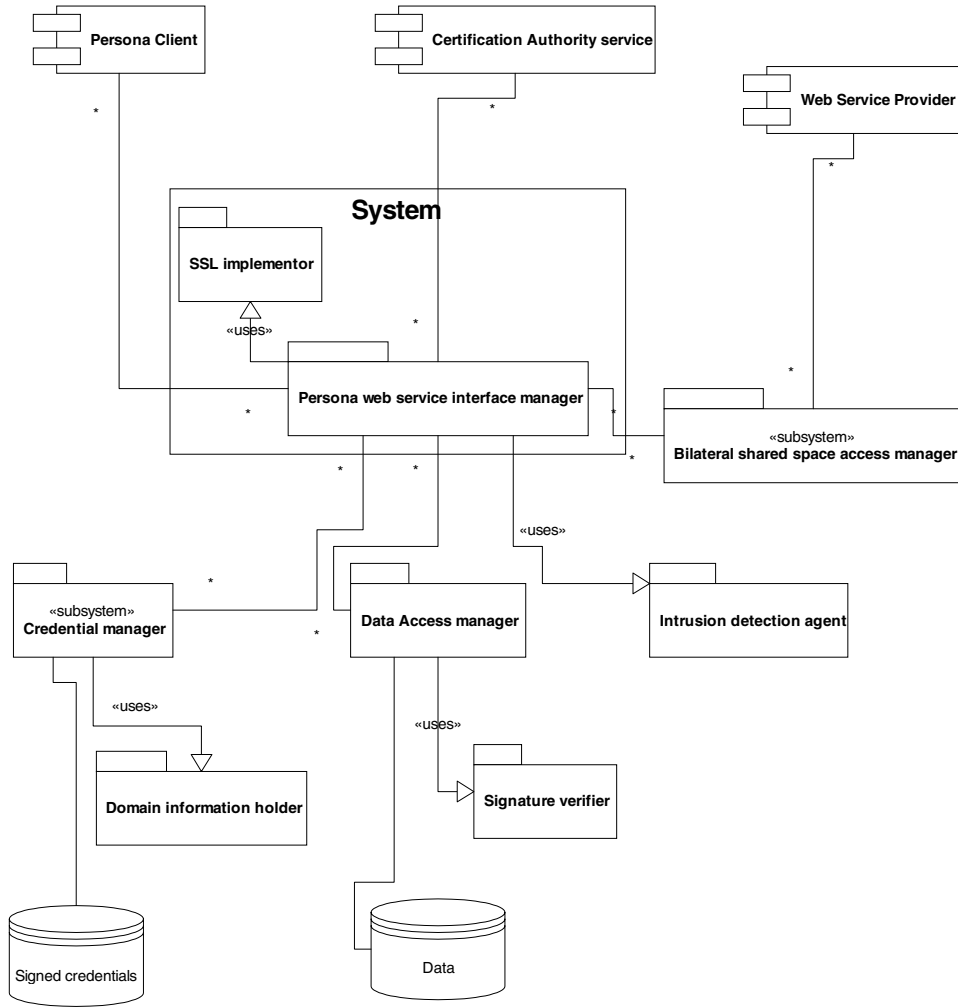 Persona Client
Certification Authority service
Web Service Provider
*
*
*
System
SSL implementor
«uses»
*
*
Persona web service interface manager
*
*
«subsystem»
Bilateral shared space access manager
*
*
*
«uses»
*
«subsystem»
Credential manager
*
Data Access manager
Intrusion detection agent
«uses»
«uses»
Domain information holder
Signature verifier
Signed credentials
Data